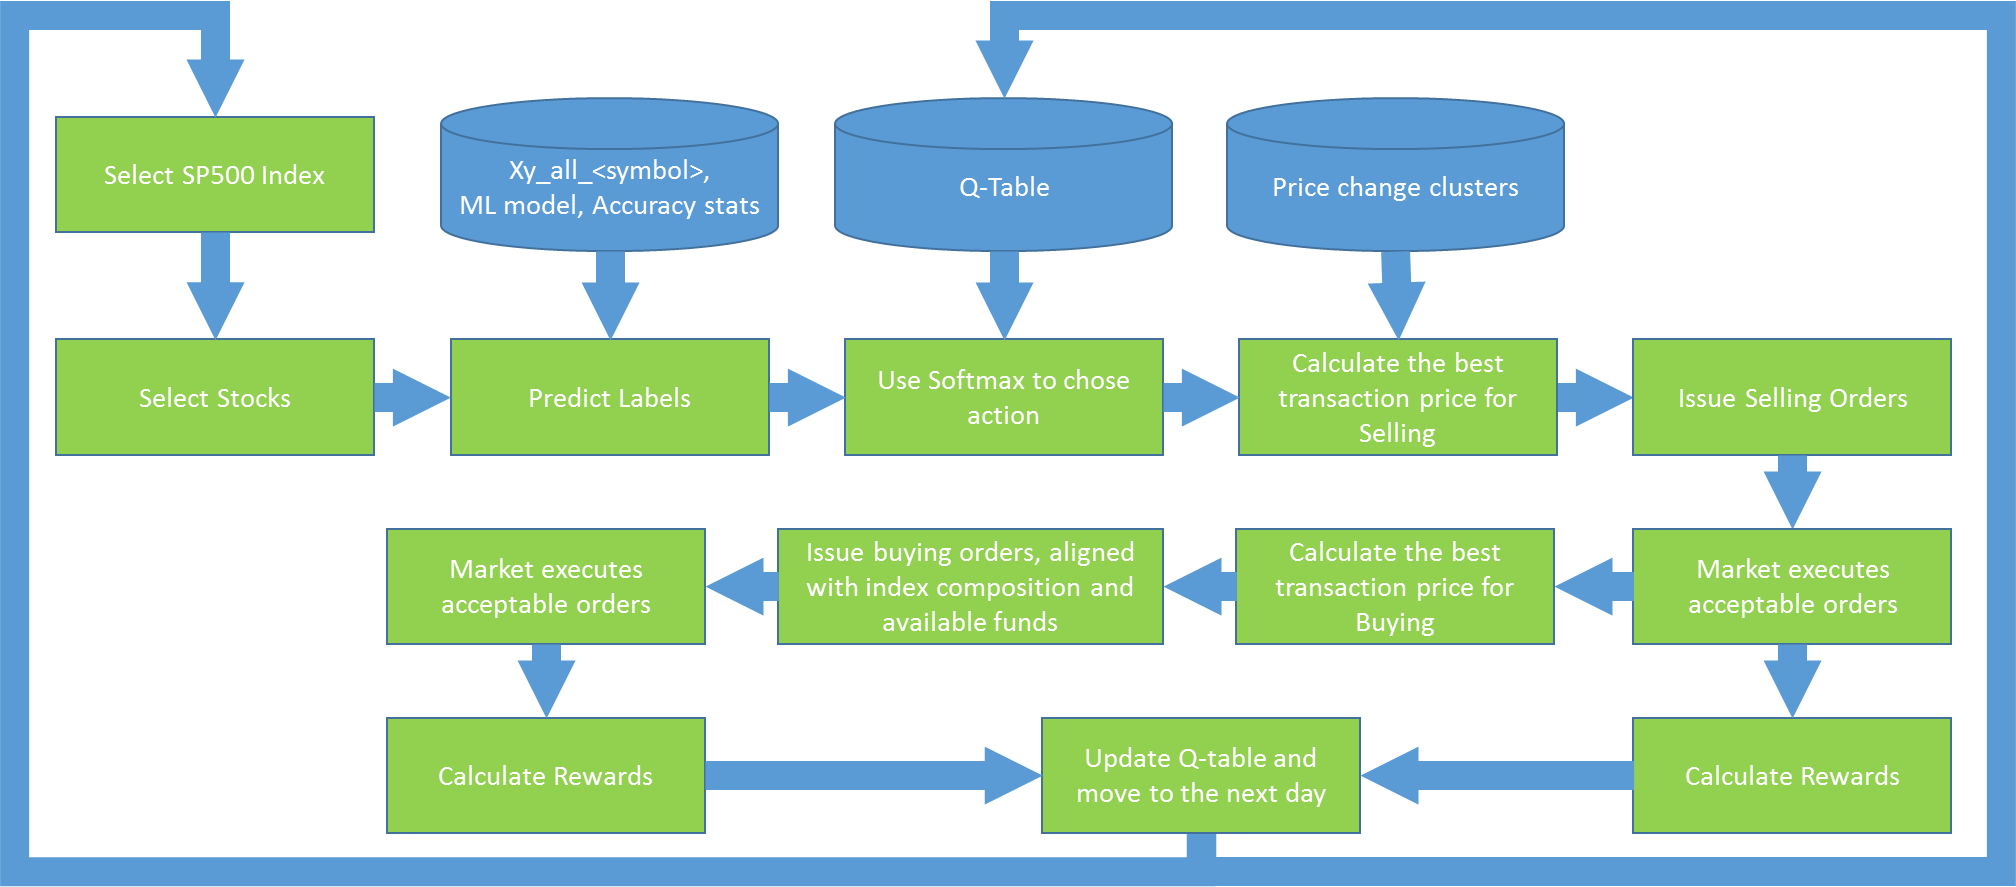 Select SP500 Index
Xy_all_<symbol>,
ML model, Accuracy stats
Q-Table
Price change clusters
Select Stocks
Predict Labels
Use Softmax to chose
action
Calculate the best
transaction price for
Selling
Issue Selling Orders
Market executes
acceptable orders
Issue buying orders, aligned
with index composition and
available funds
Calculate the best
transaction price for
Buying
Market executes
acceptable orders
Calculate Rewards
Update Q-table and
move to the next day
Calculate Rewards